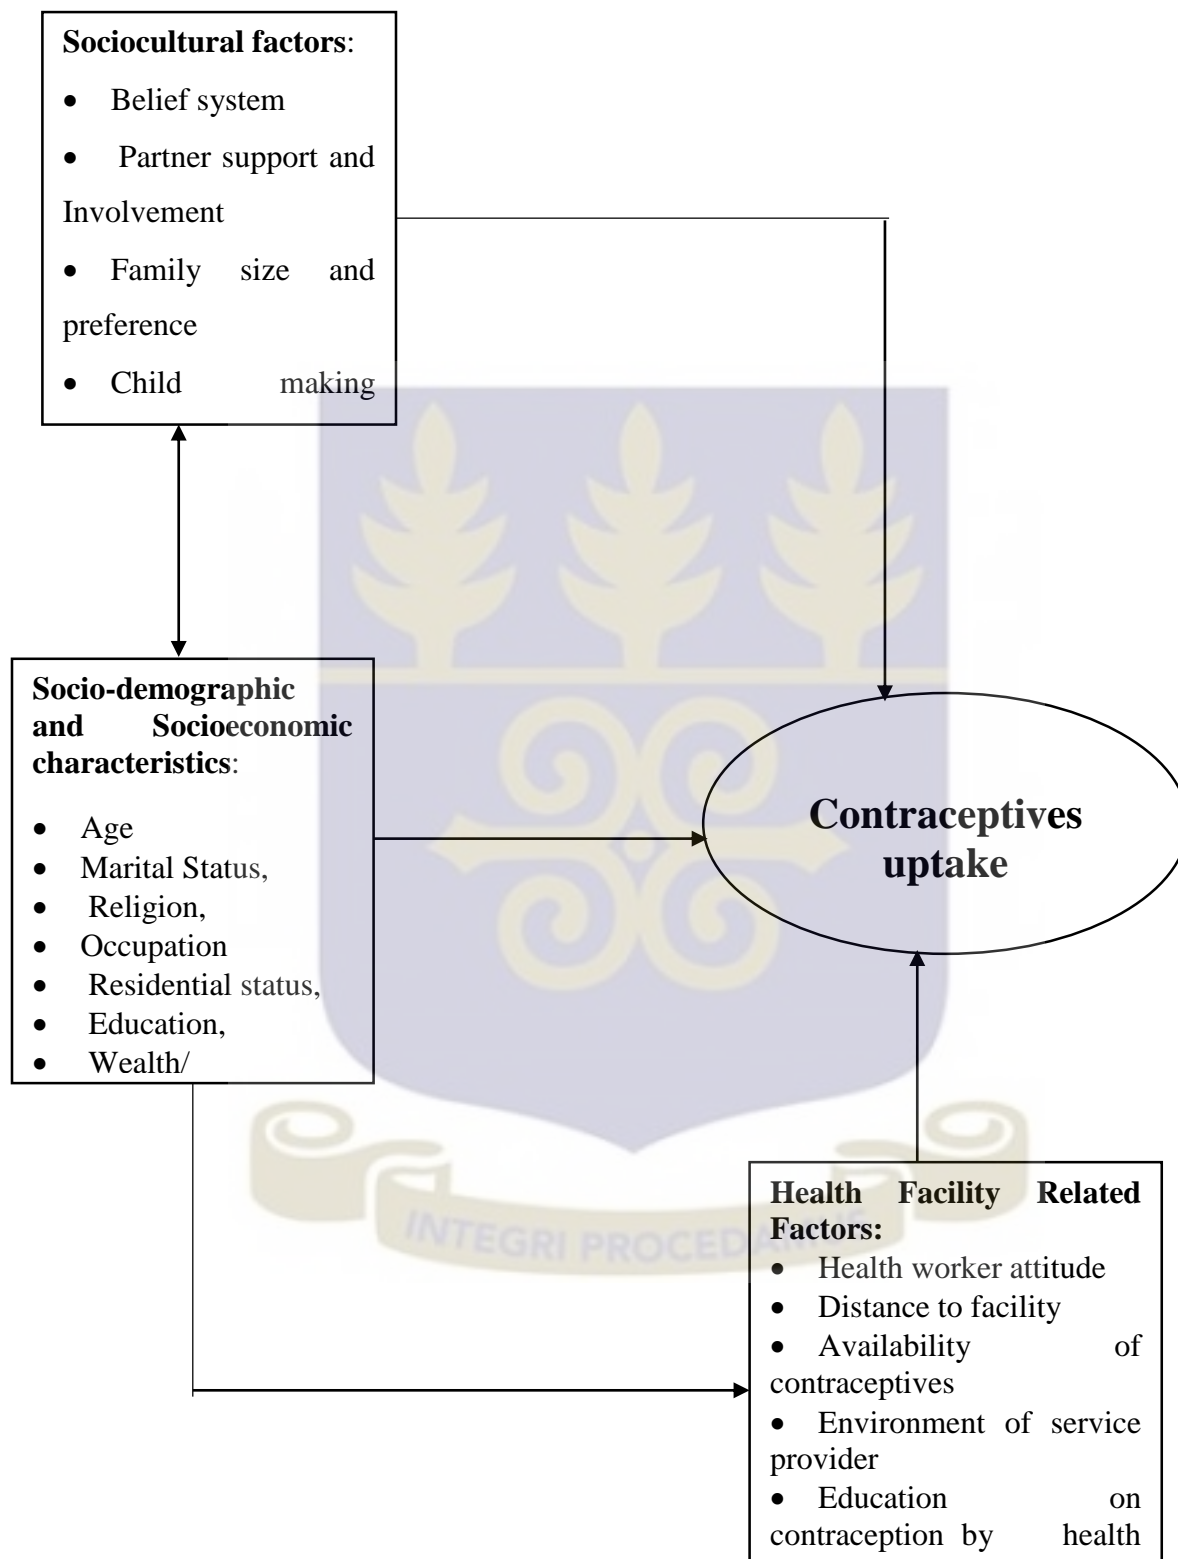 Sociocultural factors:
• Belief system
• Partner support and
Involvement
• Family size and
preference
• Child making
Socio-demographic
and Socioeconomic
characteristics:
• Age
• Marital Status,
• Religion,
• Occupation
• Residential status,
• Education,
• Wealth/
Contraceptives
uptake
Health Facility Related
Factors:
• Health worker attitude
• Distance to facility
• Availability of
contraceptives
• Environment of service
provider
• Education on
contraception by health
INTEGRI PROCEDAMUS